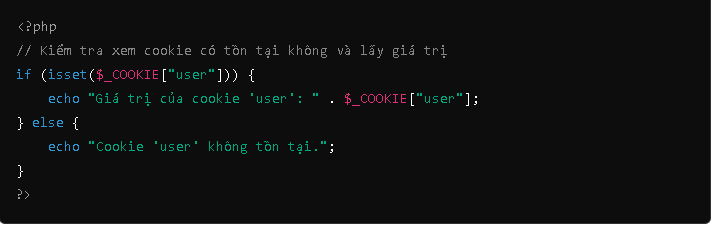 <?php
// Kiểm tra xem cookie có tồn tại không và lấy giá trị
if (isset($_COOKIE["user"])) {
    echo "Giá trị của cookie 'user': " . $_COOKIE["user"];
} else {
    echo "Cookie 'user' không tồn tại.";
}
?>